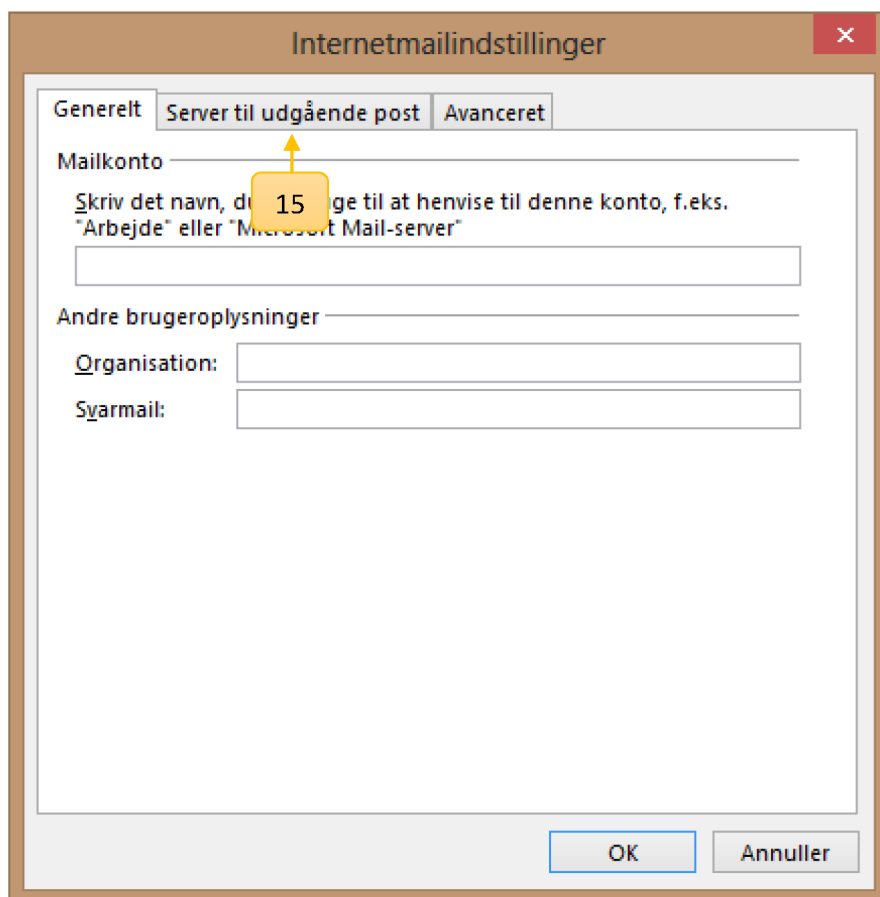 Internetmailindstillinger
Generelt Server til udgående post Avanceret
Mailkonto
Skriv det navn, 15 til at henvise til denne konto, f.eks.
"Arbejde" eller "Microsoft Mail-server"
Andre brugeroplysninger
Organisation:
Svarmail:
OK Annuller